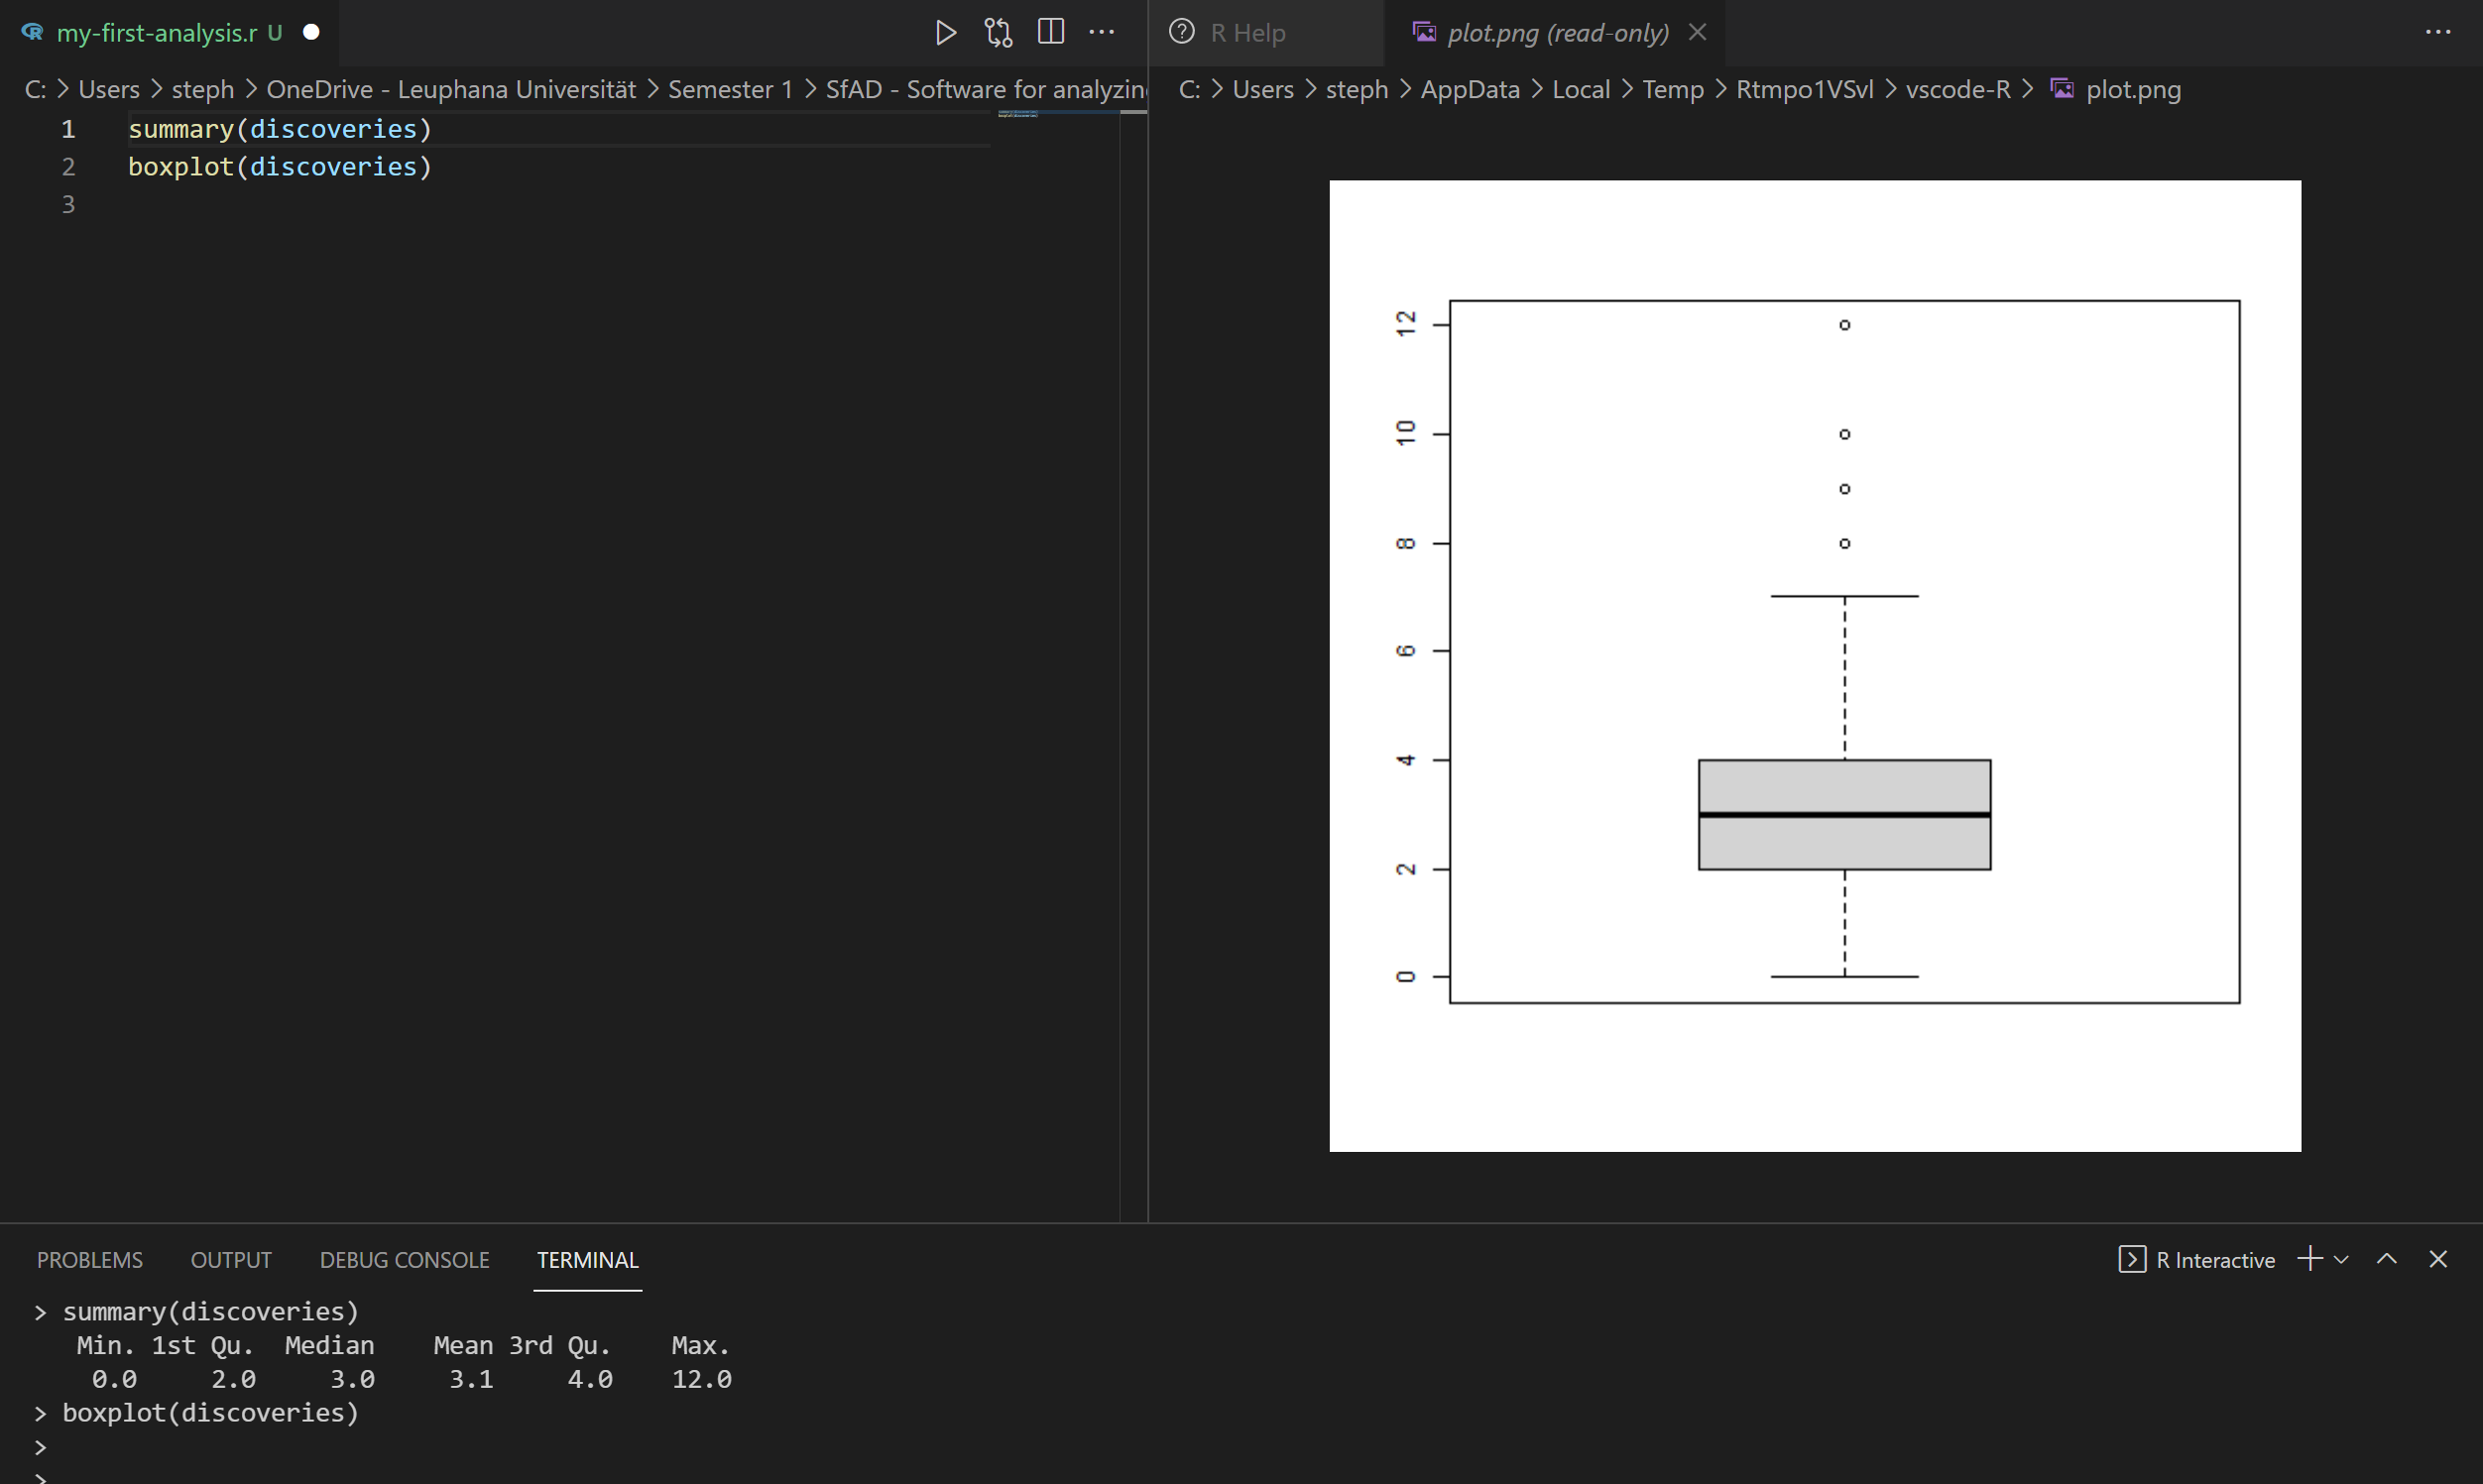 my-first-analysis.r U
C: > Users > steph > OneDrive - Leuphana Universität > Semester 1 > SfAD - Software for analyzin
1 summary(discoveries)
2 boxplot(discoveries)
3
R Help
plot.png (read-only)
C: > Users > steph > AppData > Local > Temp > Rtmpo1VSvl > vscode-R > plot.png
12
10
8
6
4
2
0
PROBLEMS OUTPUT DEBUG CONSOLE TERMINAL
R Interactive
> summary(discoveries)
Min. 1st Qu. Median Mean 3rd Qu. Max.
0.0 2.0 3.0 3.1 4.0 12.0
> boxplot(discoveries)
>
>